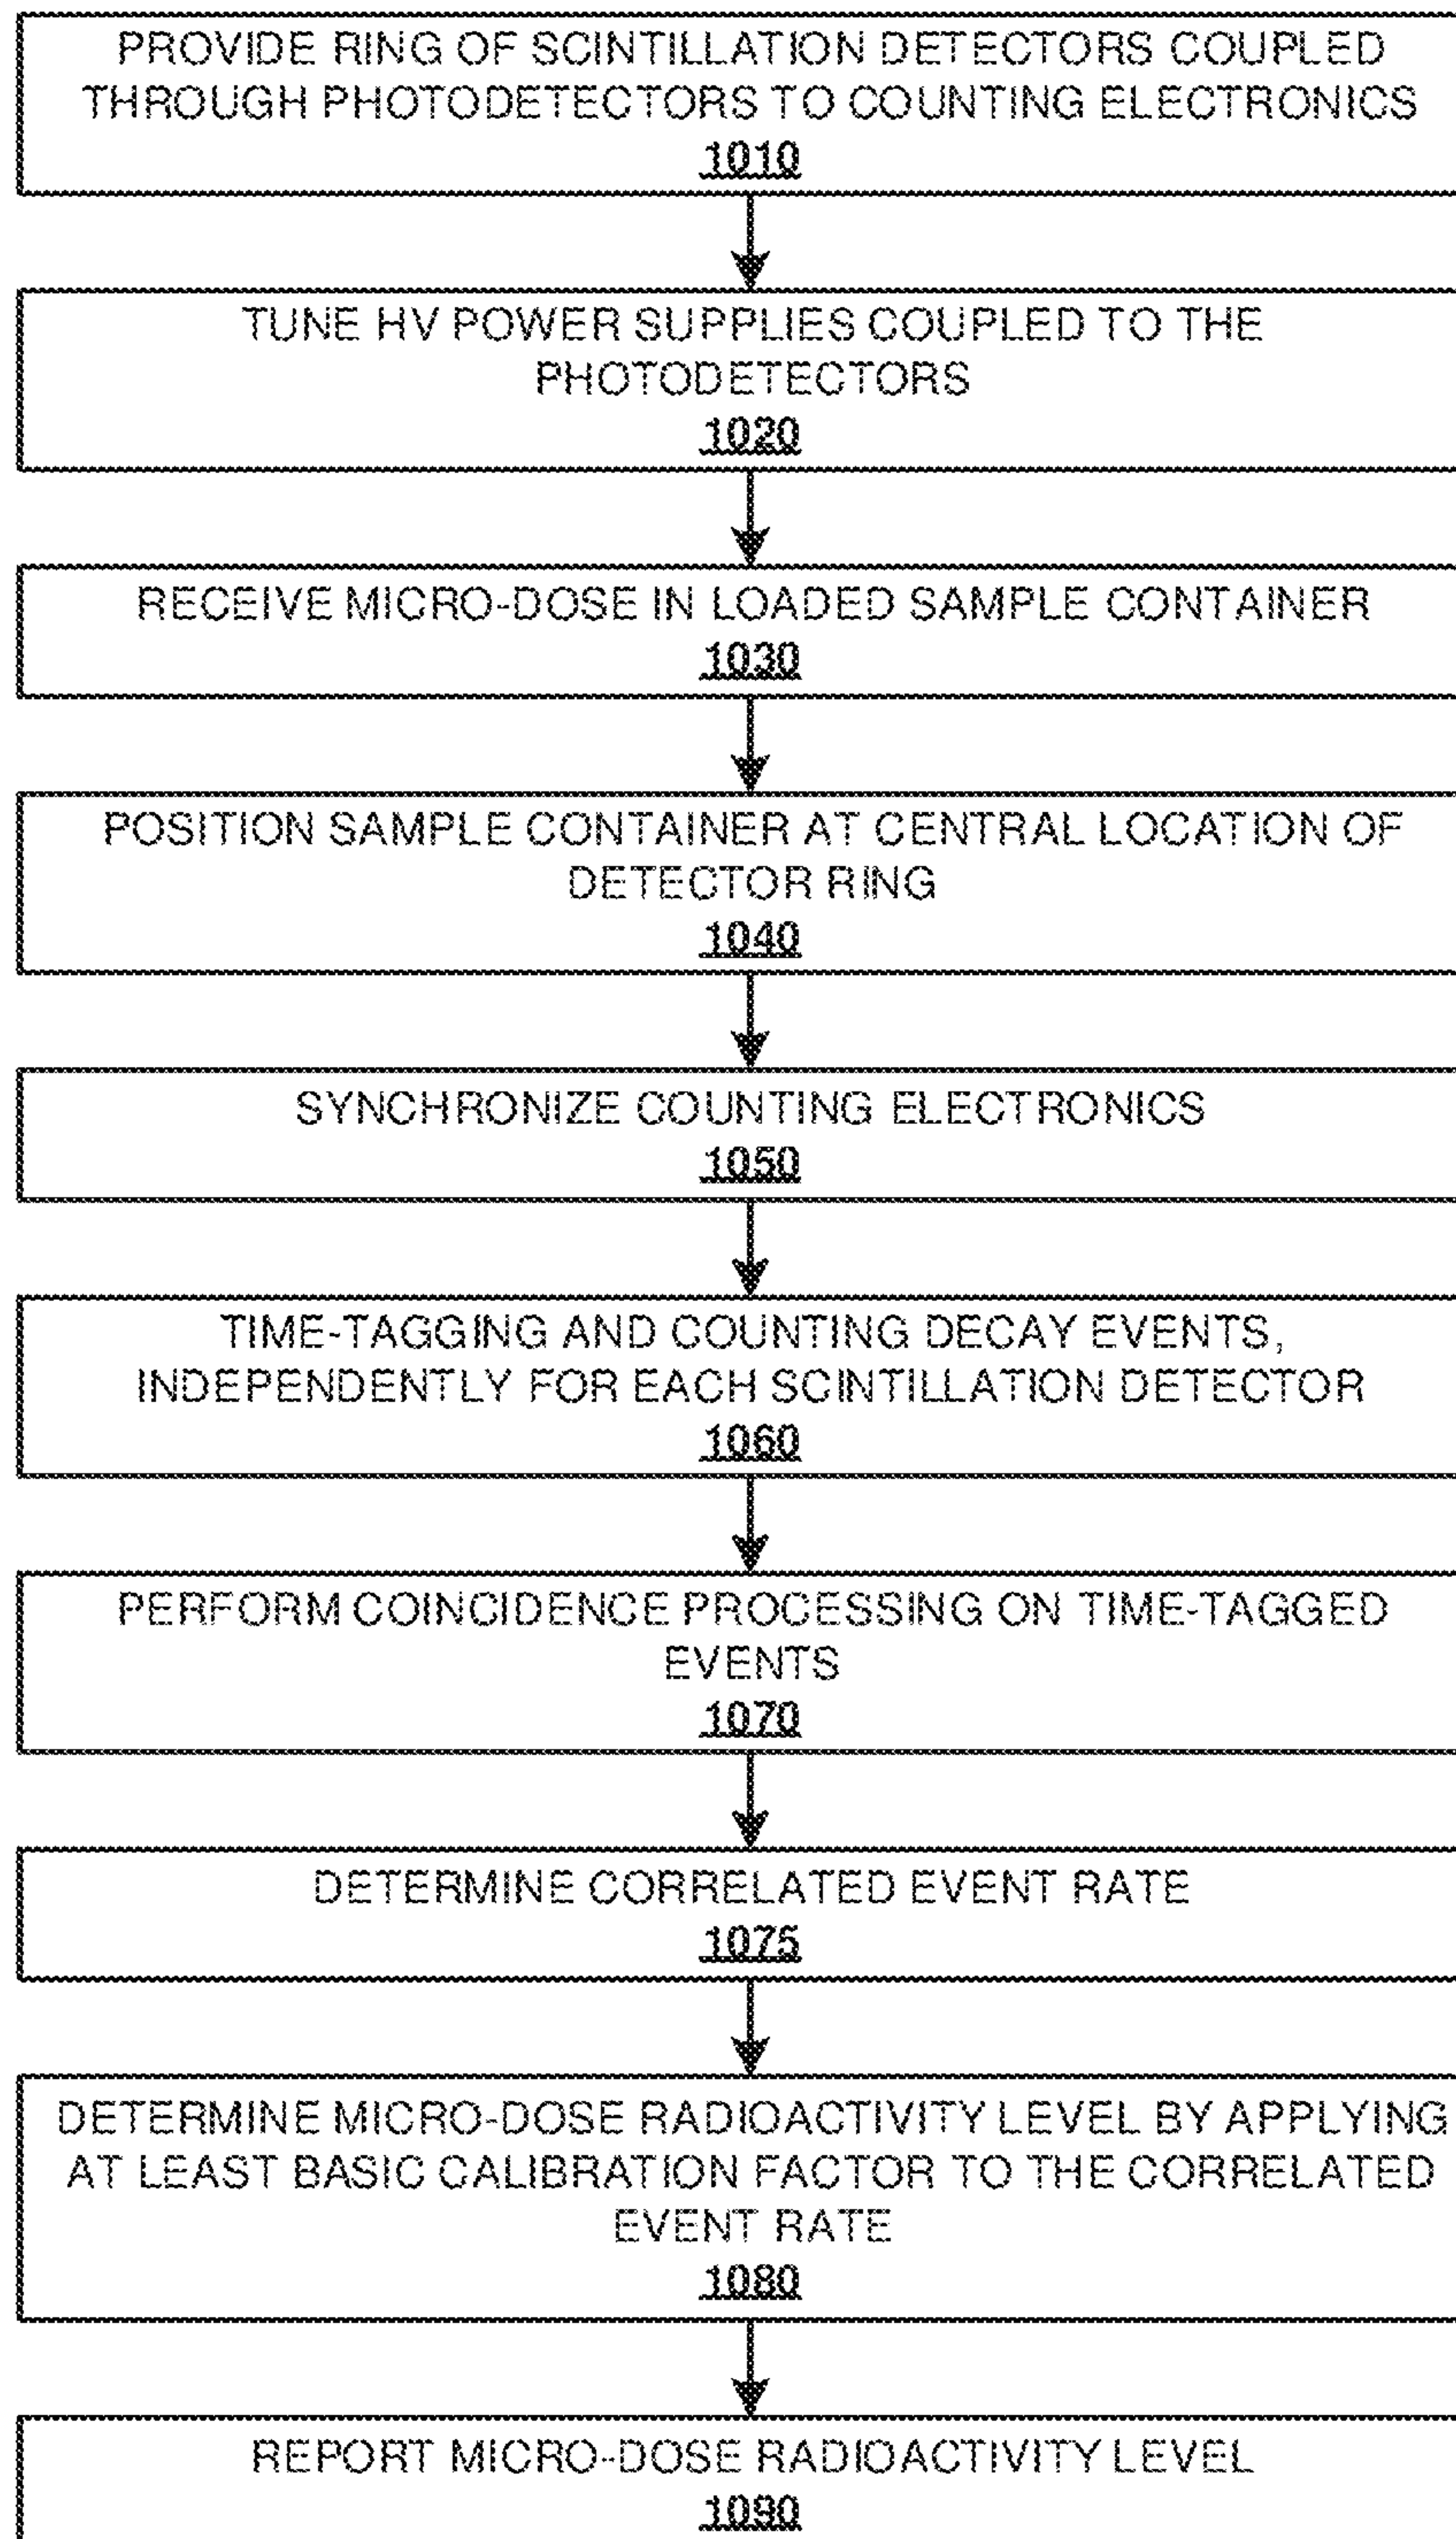 PROVIDE RING OF SCINTILLATION DETECTORS COUPLED
THROUGH PHOTODETECTORS TO COUNTING ELECTRONICS
1010
TUNE HV POWER SUPPLIES COUPLED TO THE
PHOTODETECTORS
1020
RECEIVE MICRO-DOSE IN LOADED SAMPLE CONTAINER
1030
POSITION SAMPLE CONTAINER AT CENTRAL LOCATION OF
DETECTOR RING
1040
SYNCHRONIZE COUNTING ELECTRONICS
1050
TIME-TAGGING AND COUNTING DECAY EVENTS,
INDEPENDENTLY FOR EACH SCINTILLATION DETECTOR
1060
PERFORM COINCIDENCE PROCESSING ON TIME-TAGGED
EVENTS
1070
DETERMINE CORRELATED EVENT RATE
1075
DETERMINE MICRO-DOSE RADIOACTIVITY LEVEL BY APPLYING
AT LEAST BASIC CALIBRATION FACTOR TO THE CORRELATED
EVENT RATE
1080
REPORT MICRO-DOSE RADIOACTIVITY LEVEL
1090